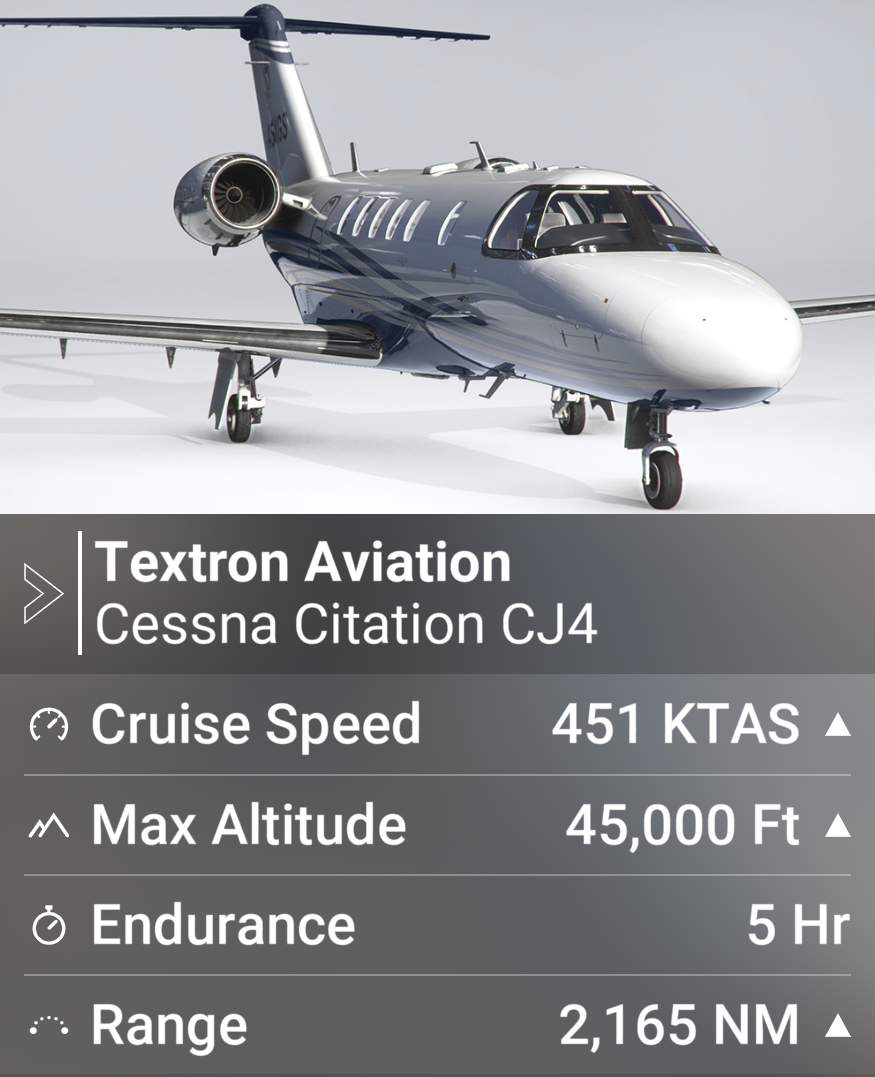 Textron Aviation
Cessna Citation CJ4
Cruise Speed 451 KTAS
Max Altitude 45,000 Ft
Endurance 5 Hr
Range 2,165 NM